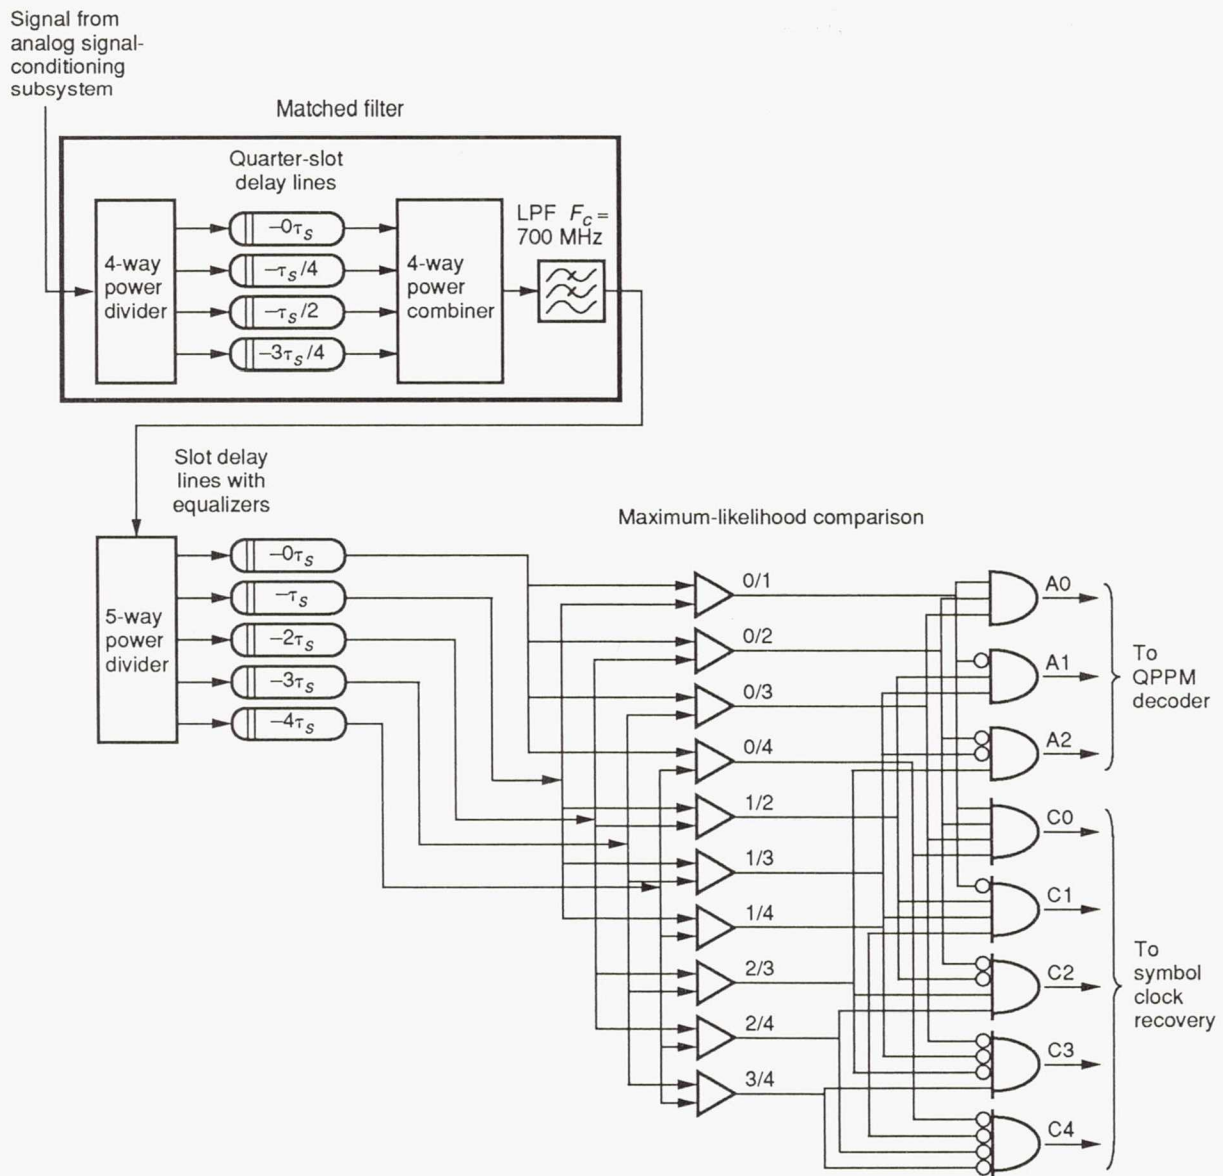 Signal from
analog signal-
conditioning
subsystem
Matched filter
Quarter-slot
delay lines
4-way
power
divider
−0τs
−τs/4
−τs/2
−3τs/4
4-way
power
combiner
LPF Fc =
700 MHz
Slot delay
lines with
equalizers
5-way
power
divider
−0τs
−τs
−2τs
−3τs
−4τs
Maximum-likelihood comparison
0/1
0/2
0/3
0/4
1/2
1/3
1/4
2/3
2/4
3/4
A0
A1
A2
To
QPPM
decoder
C0
C1
C2
C3
C4
To
symbol
clock
recovery